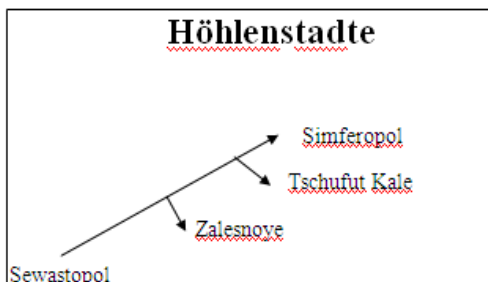 Höhlenstadte
Simferopol
Tschufut Kale
Zalesnoye
Sewastopol